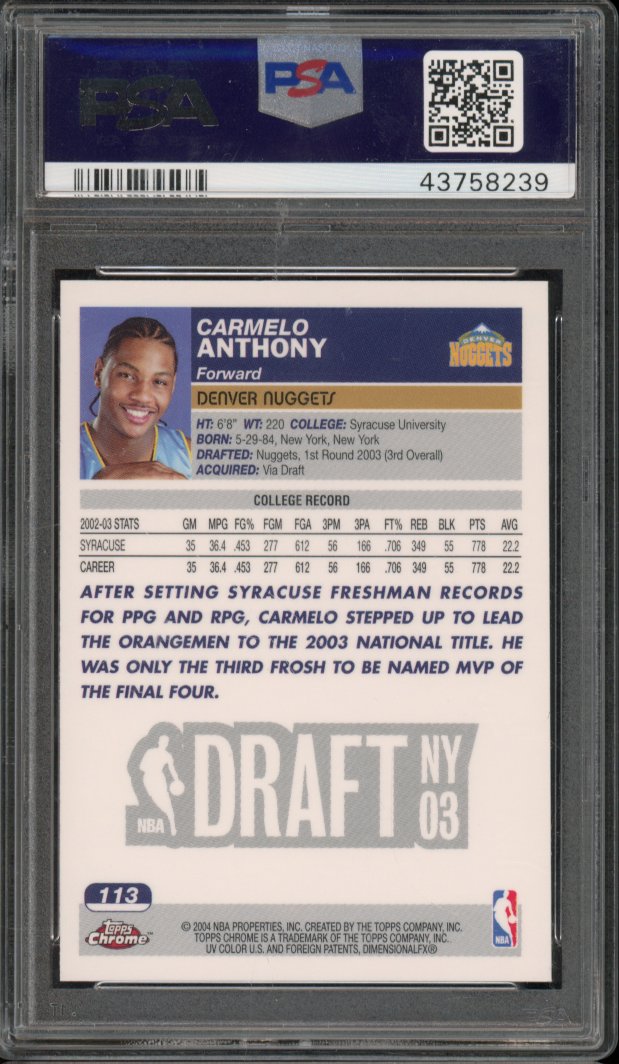 PSA
PSA
43758239
CARMELO
ANTHONY
Forward
DENVER NUGGETS
DENVER
NUGGETS
HT: 6'8" WT: 220 COLLEGE: Syracuse University
BORN: 5-29-84, New York, New York
DRAFTED: Nuggets, 1st Round 2003 (3rd Overall)
ACQUIRED: Via Draft
COLLEGE RECORD
2002-03 STATS GM MPG FG% FGM FGA 3PM 3PA FT% REB BLK PTS AVG
SYRACUSE 35 36.4 .453 277 612 56 166 .706 349 55 778 22.2
CAREER 35 36.4 .453 277 612 56 166 .706 349 55 778 22.2
AFTER SETTING SYRACUSE FRESHMAN RECORDS
FOR PPG AND RPG, CARMELO STEPPED UP TO LEAD
THE ORANGEMEN TO THE 2003 NATIONAL TITLE. HE
WAS ONLY THE THIRD FROSH TO BE NAMED MVP OF
THE FINAL FOUR.
NBA DRAFT NY 03
113
Topps
Chrome™
© 2004 NBA PROPERTIES, INC. CREATED BY THE TOPPS COMPANY, INC.
TOPPS CHROME IS A TRADEMARK OF THE TOPPS COMPANY, INC.
UV COLOR U.S. AND FOREIGN PATENTS, DIMENSIONALFX®
NBA
PSA